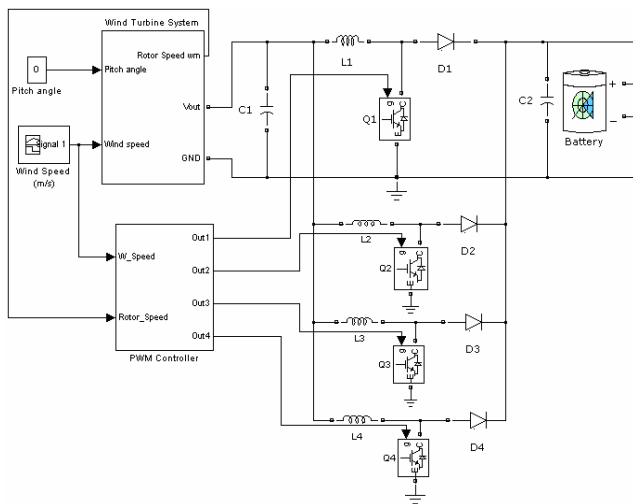 Wind Turbine System
Rotor Speed wm
Pitch angle
Vout
Wind speed
GND
0
Pitch angle
Signal 1
Wind Speed
(m/s)
W_Speed
Rotor_Speed
Out1
Out2
Out3
Out4
PWM Controller
C1
L1
D1
g
C
E
Q1
C2
+
–
Battery
L2
D2
g
C
E
Q2
L3
D3
g
C
E
Q3
L4
D4
g
C
E
Q4